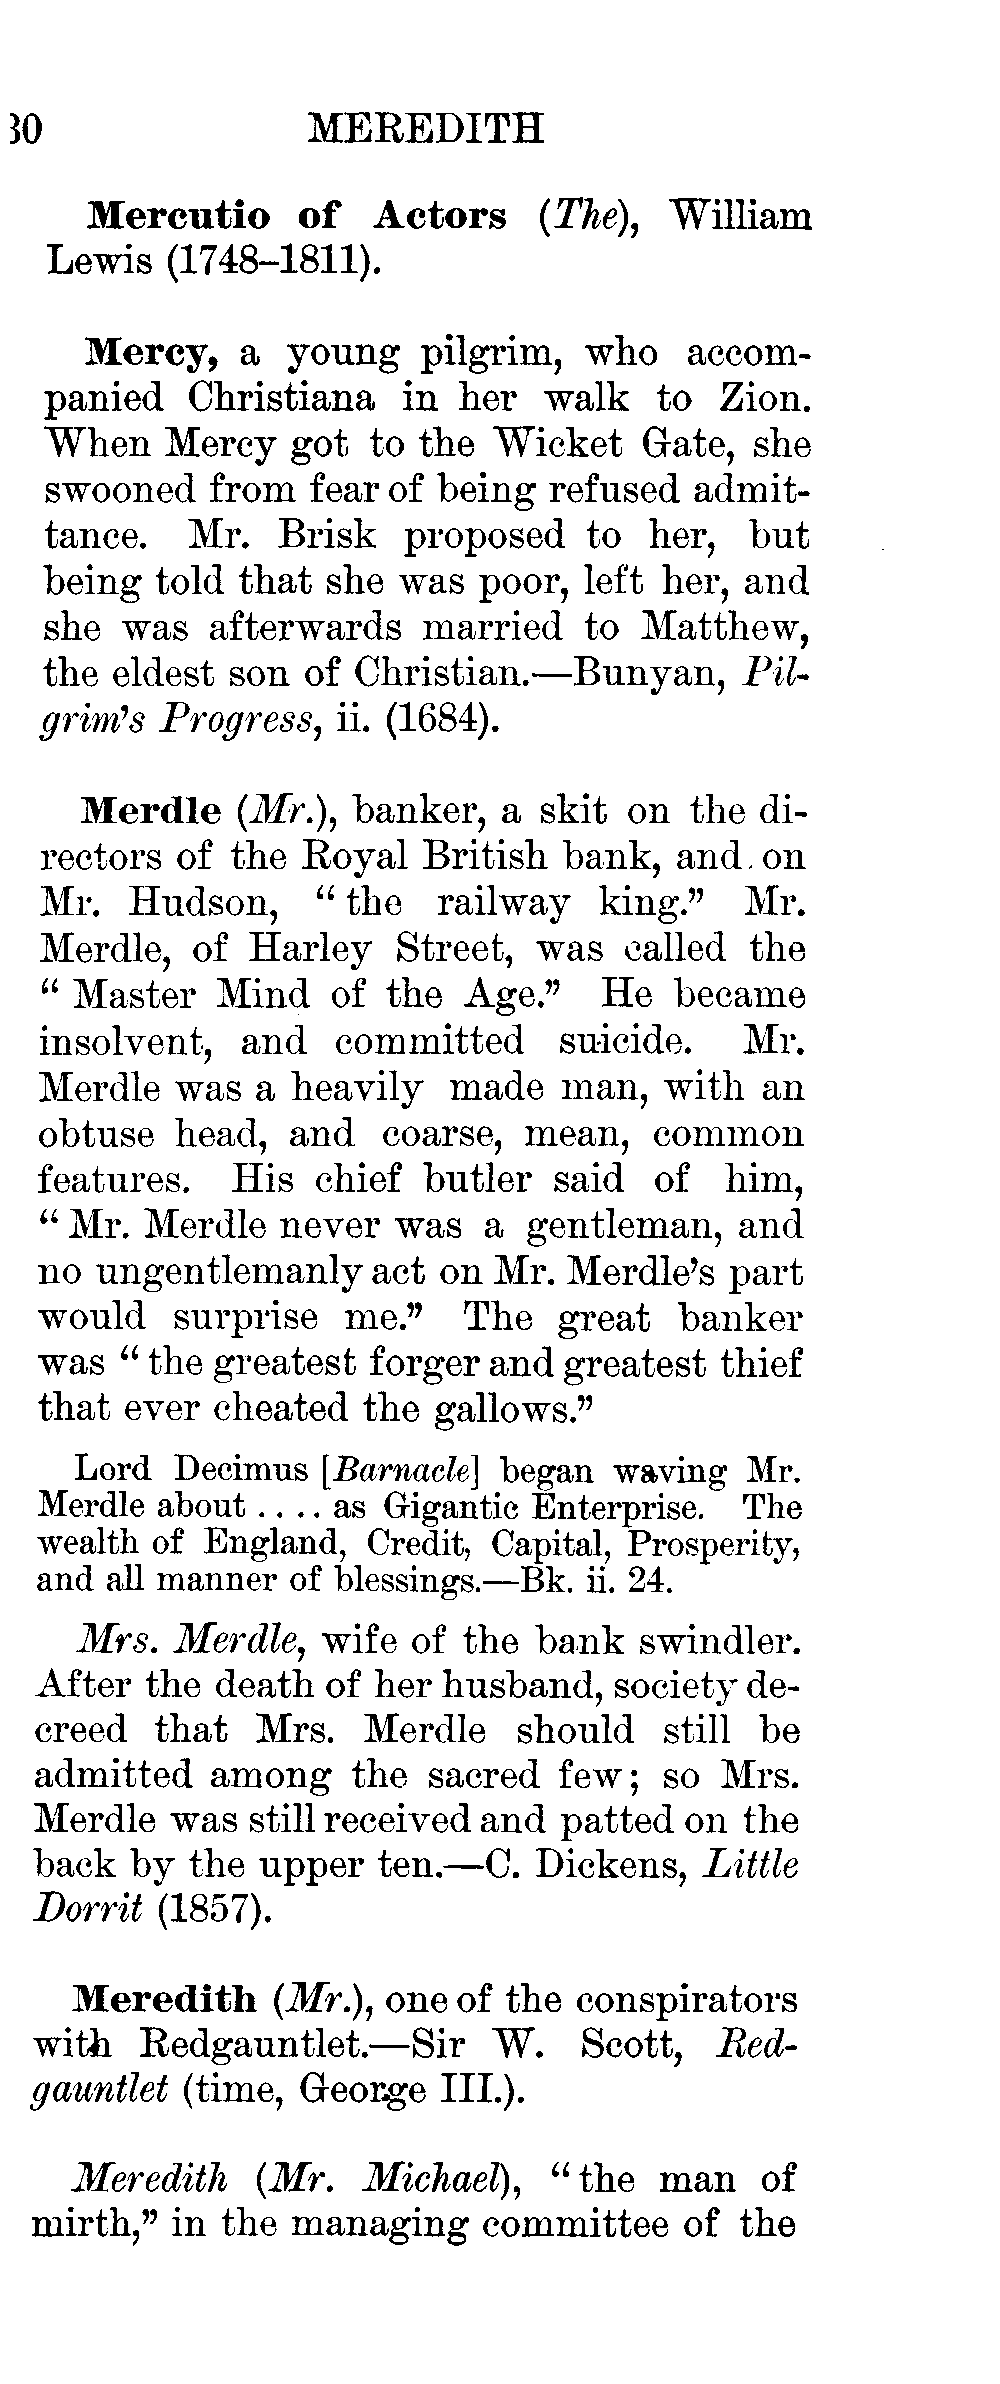 30 MEREDITH
Mercutio of Actors (The), William
Lewis (1748–1811).
Mercy, a young pilgrim, who accom-
panied Christiana in her walk to Zion.
When Mercy got to the Wicket Gate, she
swooned from fear of being refused admit-
tance. Mr. Brisk proposed to her, but
being told that she was poor, left her, and
she was afterwards married to Matthew,
the eldest son of Christian.—Bunyan, Pil-
grim's Progress, ii. (1684).
Merdle (Mr.), banker, a skit on the di-
rectors of the Royal British bank, and on
Mr. Hudson, “the railway king.” Mr.
Merdle, of Harley Street, was called the
“Master Mind of the Age.” He became
insolvent, and committed suicide. Mr.
Merdle was a heavily made man, with an
obtuse head, and coarse, mean, common
features. His chief butler said of him,
“Mr. Merdle never was a gentleman, and
no ungentlemanly act on Mr. Merdle's part
would surprise me.” The great banker
was “the greatest forger and greatest thief
that ever cheated the gallows.”
Lord Decimus [Barnacle] began waving Mr.
Merdle about . . . . as Gigantic Enterprise. The
wealth of England, Credit, Capital, Prosperity,
and all manner of blessings.—Bk. ii. 24.
Mrs. Merdle, wife of the bank swindler.
After the death of her husband, society de-
creed that Mrs. Merdle should still be
admitted among the sacred few; so Mrs.
Merdle was still received and patted on the
back by the upper ten.—C. Dickens, Little
Dorrit (1857).
Meredith (Mr.), one of the conspirators
with Redgauntlet.—Sir W. Scott, Red-
gauntlet (time, George III.).
Meredith (Mr. Michael), “the man of
mirth,” in the managing committee of the